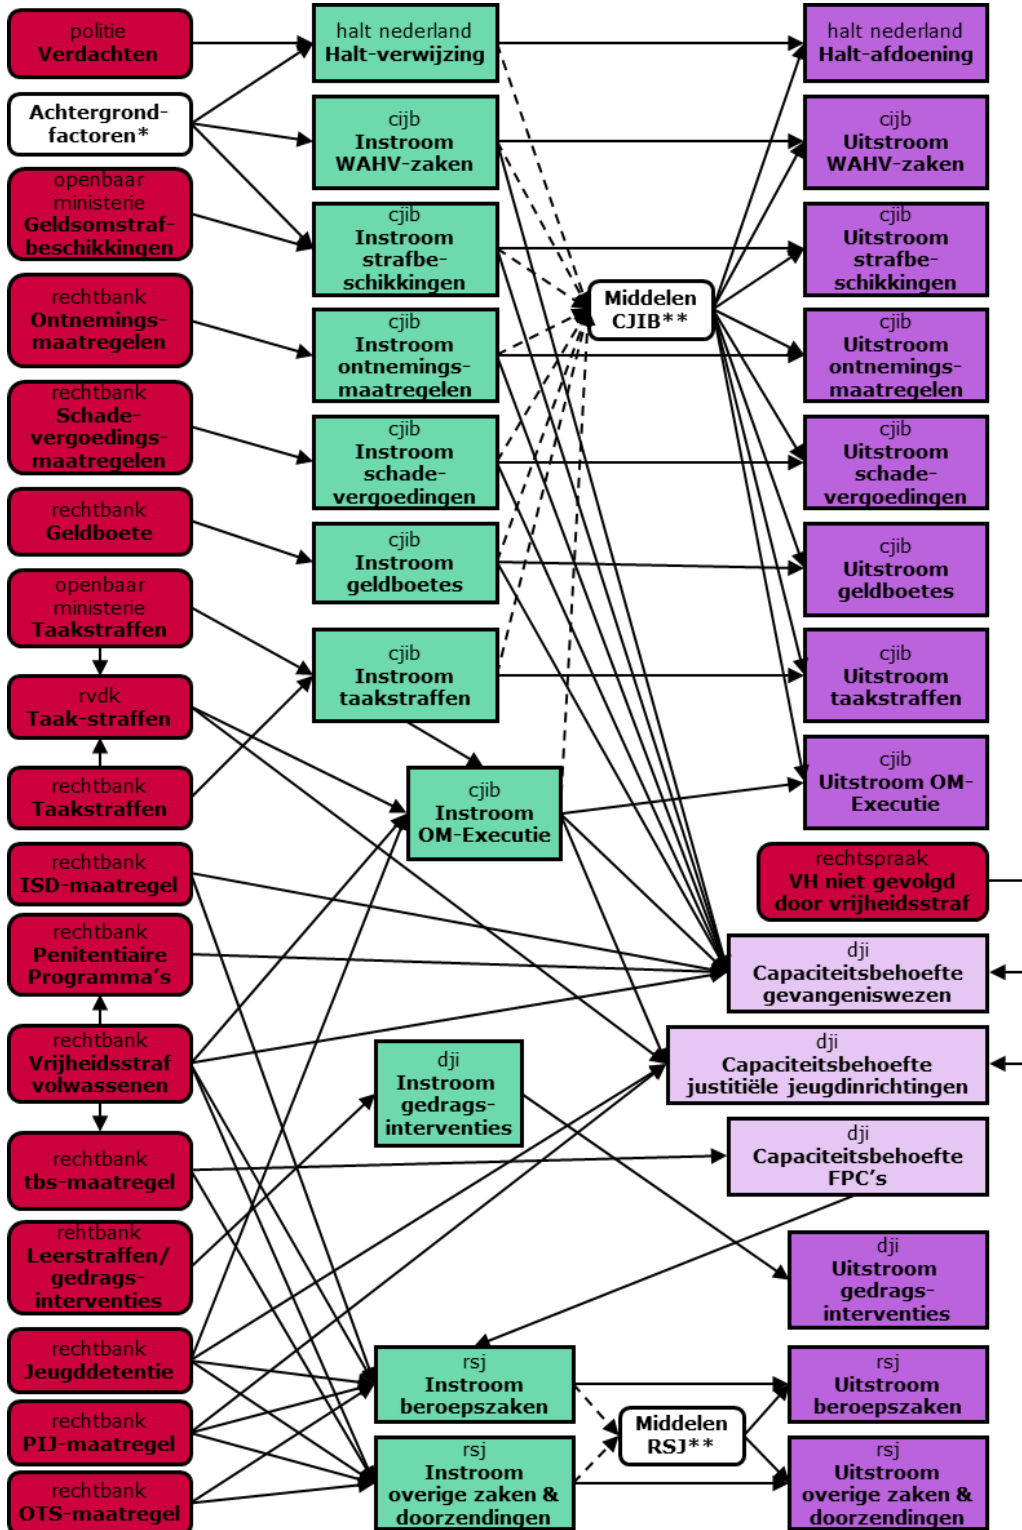 politie
Verdachten
Achtergrond-
factoren*
openbaar
ministerie
Geldsomstraf-
beschikkingen
rechtbank
Ontnemings-
maatregelen
rechtbank
Schade-
vergoedings-
maatregelen
rechtbank
Geldboete
openbaar
ministerie
Taakstraffen
rvdk
Taak-straffen
rechtbank
Taakstraffen
rechtbank
ISD-maatregel
rechtbank
Penitentiaire
Programma's
rechtbank
Vrijheidsstraf
volwassenen
rechtbank
tbs-maatregel
rehtbank
Leerstraffen/
gedrags-
interventies
rechtbank
Jeugddetentie
rechtbank
PIJ-maatregel
rechtbank
OTS-maatregel
halt nederland
Halt-verwijzing
cijb
Instroom
WAHV-zaken
cjib
Instroom
strafbe-
schikkingen
cjib
Instroom
ontnemings-
maatregelen
cjib
Instroom
schade-
vergoedingen
cjib
Instroom
geldboetes
cjib
Instroom
taakstraffen
cjib
Instroom
OM-Executie
dji
Instroom
gedrags-
interventies
rsj
Instroom
beroepszaken
rsj
Instroom
overige zaken &
doorzendingen
Middelen
CJIB**
Middelen
RSJ**
halt nederland
Halt-afdoening
cijb
Uitstroom
WAHV-zaken
cjib
Uitstroom
strafbe-
schikkingen
cjib
Uitstroom
ontnemings-
maatregelen
cjib
Uitstroom
schade-
vergoedingen
cjib
Uitstroom
geldboetes
cjib
Uitstroom
taakstraffen
cjib
Uitstroom OM-
Executie
rechtspraak
VH niet gevolgd
door vrijheidsstraf
dji
Capaciteitsbehoefte
gevangeniswezen
dji
Capaciteitsbehoefte
justitiële jeugdinrichtingen
dji
Capaciteitsbehoefte
FPC's
dji
Uitstroom
gedrags-
interventies
rsj
Uitstroom
beroepszaken
rsj
Uitstroom
overige zaken &
doorzendingen